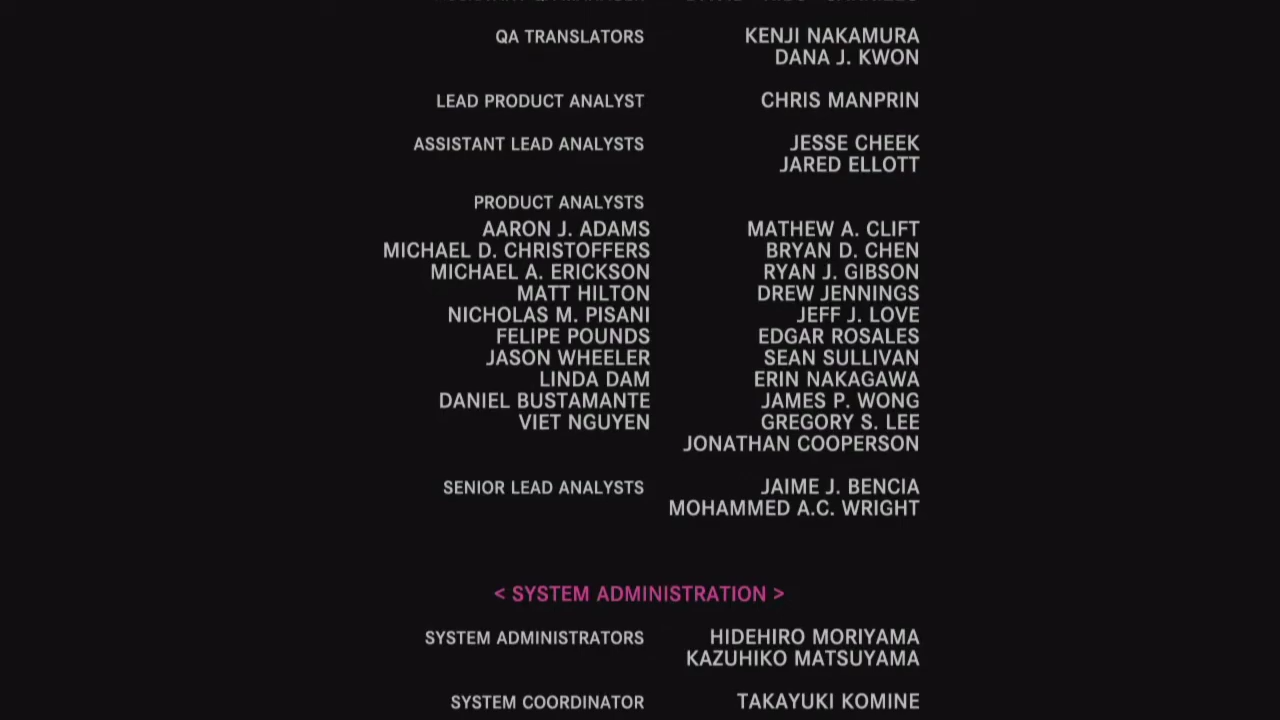 QA TRANSLATORS KENJI NAKAMURA
DANA J. KWON
LEAD PRODUCT ANALYST CHRIS MANPRIN
ASSISTANT LEAD ANALYSTS JESSE CHEEK
JARED ELLOTT
PRODUCT ANALYSTS
AARON J. ADAMS MATHEW A. CLIFT
MICHAEL D. CHRISTOFFERS BRYAN D. CHEN
MICHAEL A. ERICKSON RYAN J. GIBSON
MATT HILTON DREW JENNINGS
NICHOLAS M. PISANI JEFF J. LOVE
FELIPE POUNDS EDGAR ROSALES
JASON WHEELER SEAN SULLIVAN
LINDA DAM ERIN NAKAGAWA
DANIEL BUSTAMANTE JAMES P. WONG
VIET NGUYEN GREGORY S. LEE
JONATHAN COOPERSON
SENIOR LEAD ANALYSTS JAIME J. BENCIA
MOHAMMED A.C. WRIGHT
< SYSTEM ADMINISTRATION >
SYSTEM ADMINISTRATORS HIDEHIRO MORIYAMA
KAZUHIKO MATSUYAMA
SYSTEM COORDINATOR TAKAYUKI KOMINE